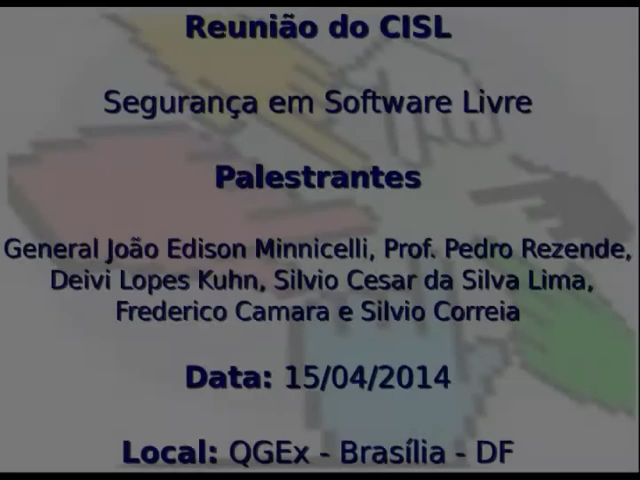 Reunião do CISL
Segurança em Software Livre
Palestrantes
General João Edison Minnicelli, Prof. Pedro Rezende,
Deivi Lopes Kuhn, Silvio Cesar da Silva Lima,
Frederico Camara e Silvio Correia
Data: 15/04/2014
Local: QGEx - Brasília - DF